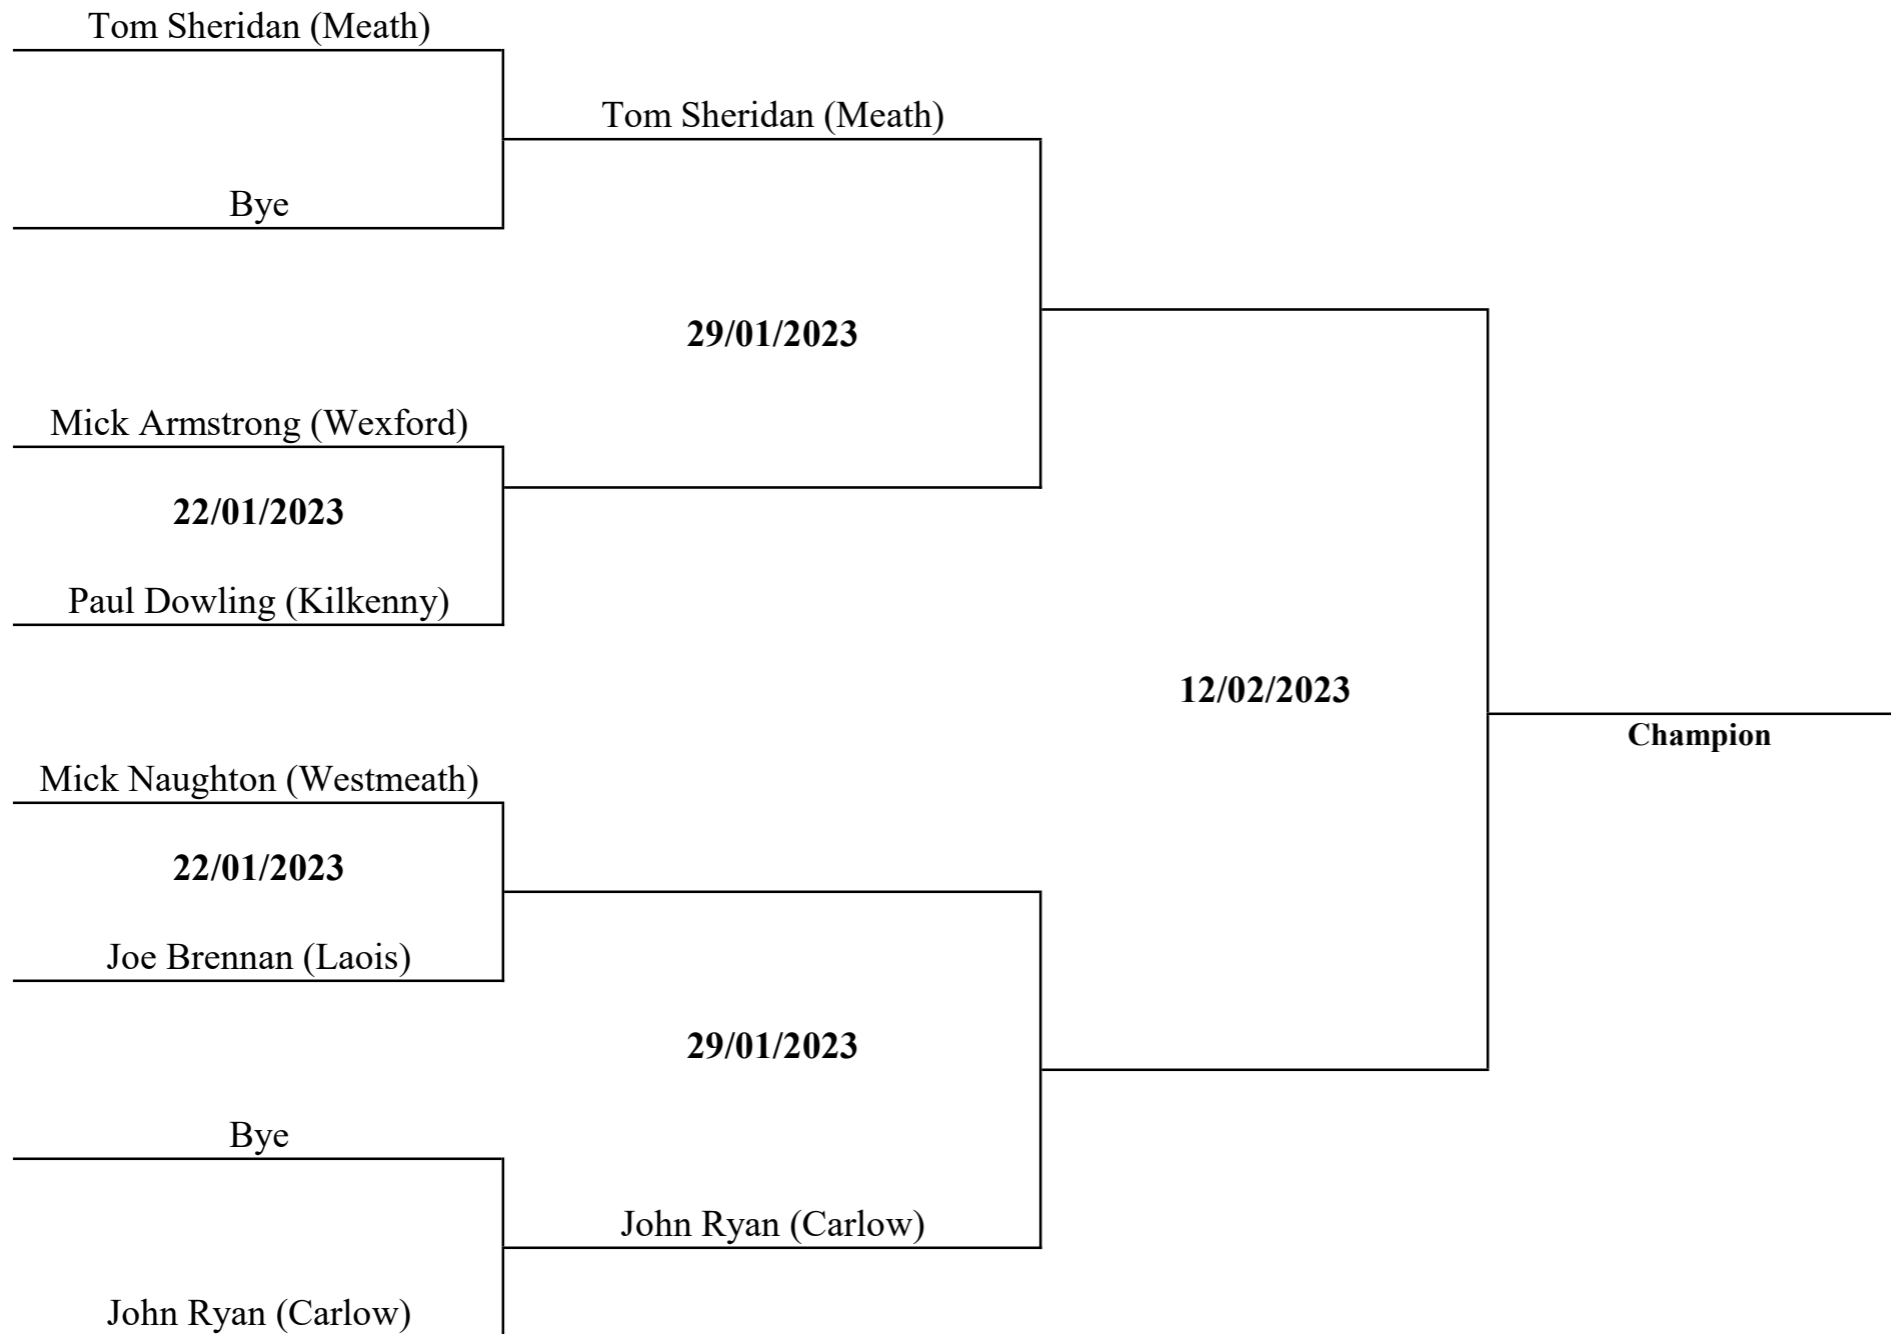 Tom Sheridan (Meath)
Tom Sheridan (Meath)
Bye
29/01/2023
Mick Armstrong (Wexford)
22/01/2023
Paul Dowling (Kilkenny)
12/02/2023
Champion
Mick Naughton (Westmeath)
22/01/2023
Joe Brennan (Laois)
29/01/2023
Bye
John Ryan (Carlow)
John Ryan (Carlow)